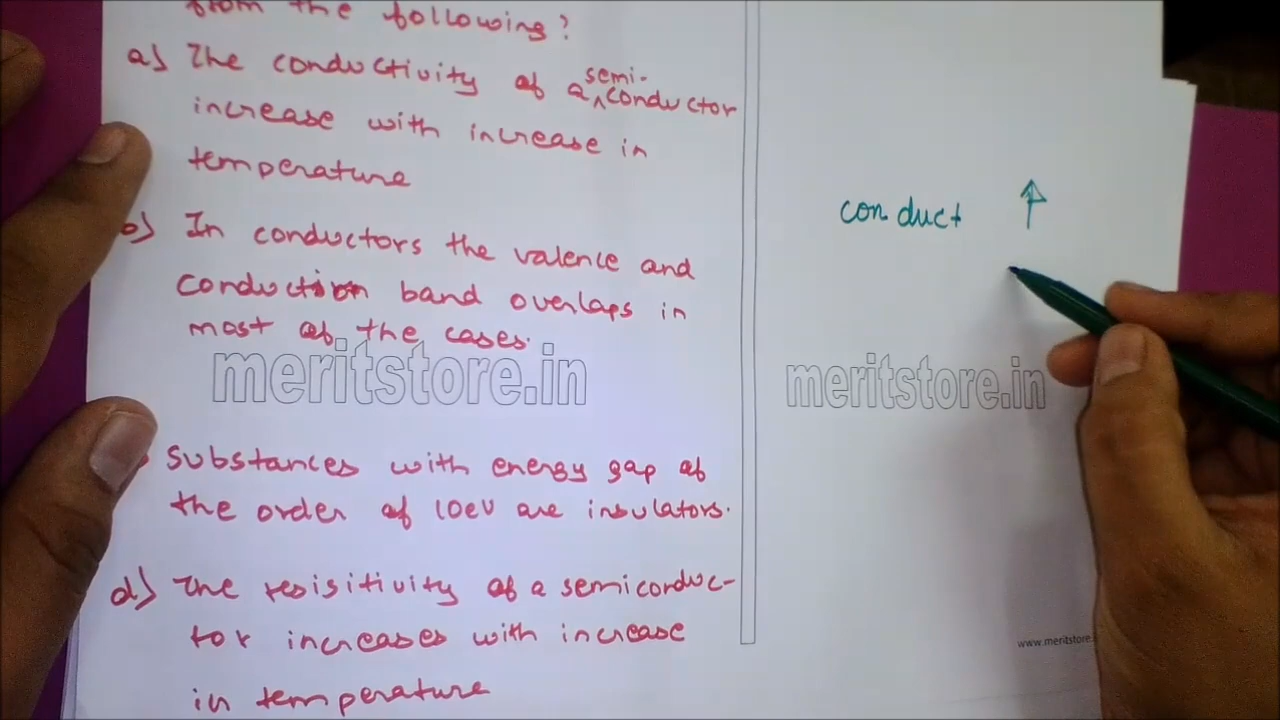 from the following?
a) The conductivity of a semi-conductor
increase with increase in
temperature
b) In conductors the valence and
conduction band overlaps in
most of the cases.
meritstore.in
substances with energy gap of
the order of 10eV are insulators.
d) The resisitivity of a semiconduc-
tor increases with increase
in temperature
conduct ↑
meritstore.in
www.meritstore